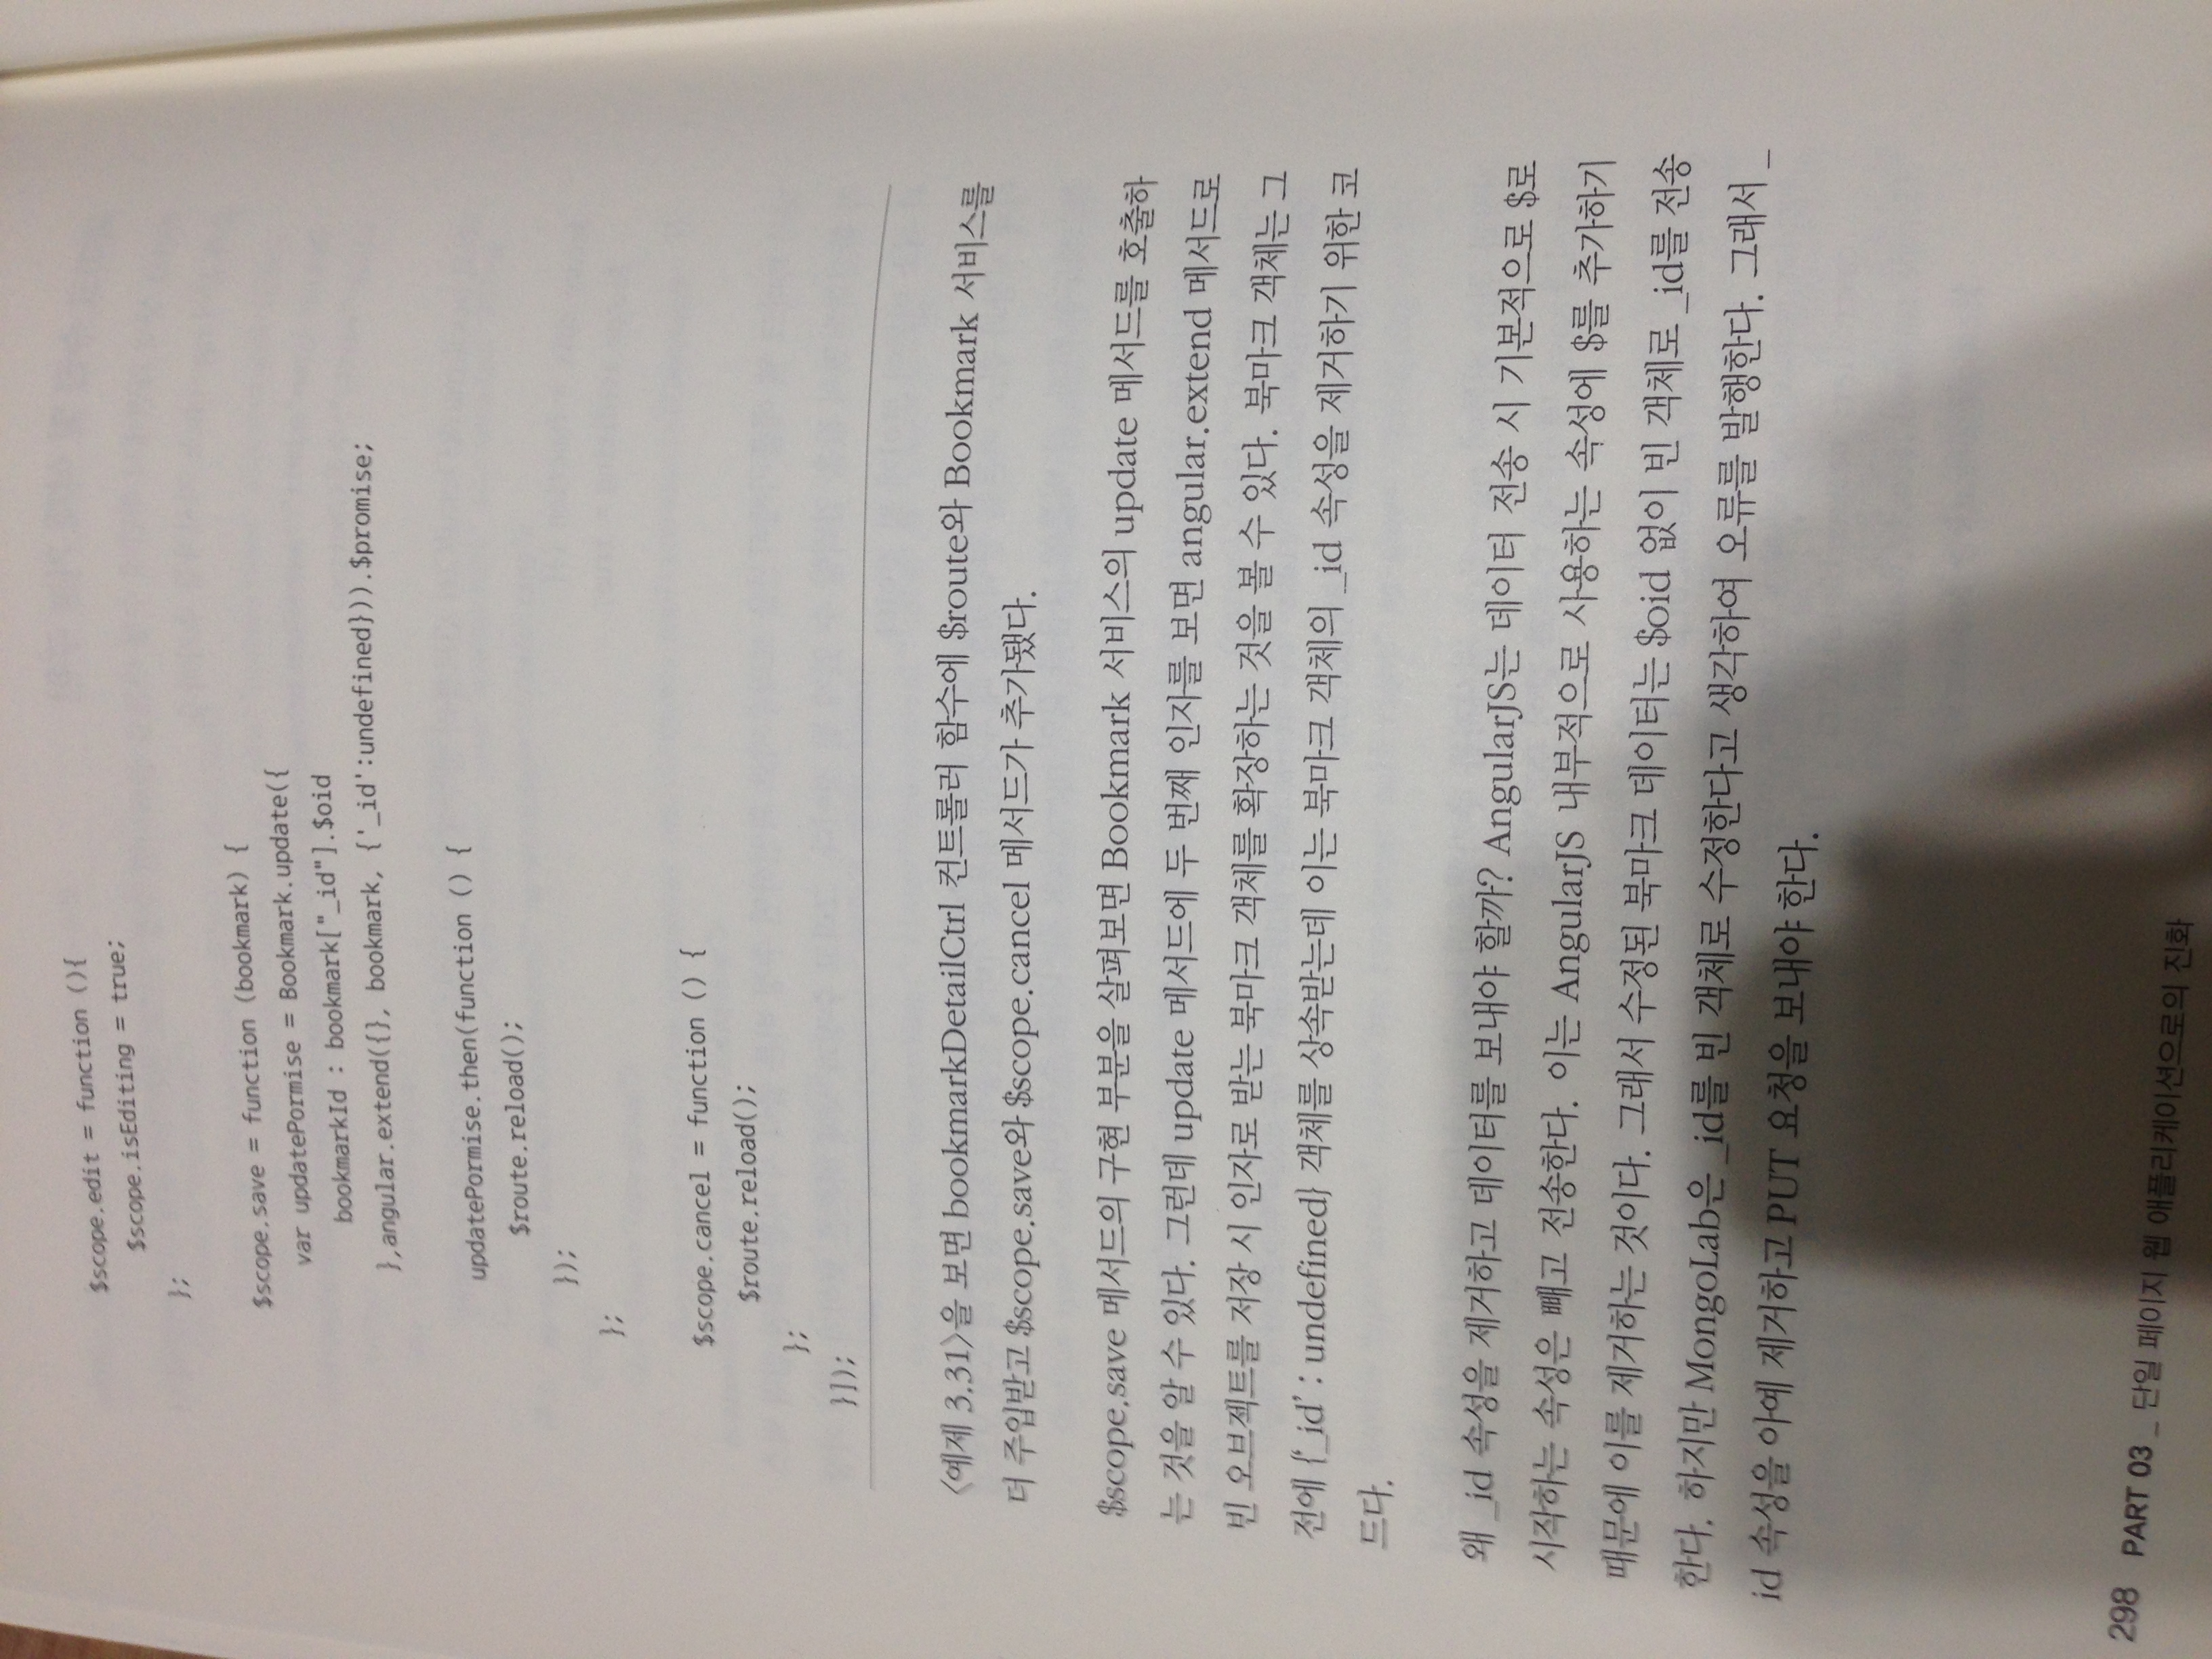 $scope.edit = function (){
$scope.isEditing = true;
};
$scope.save = function (bookmark) {
var updatePormise = Bookmark.update({
bookmarkId : bookmark["_id"].$oid
},angular.extend({}, bookmark, {'_id':undefined})).$promise;
updatePormise.then(function () {
$route.reload();
});
};
$scope.cancel = function () {
$route.reload();
};
}]);
〈예제 3.31〉을 보면 bookmarkDetailCtrl 컨트롤러 함수에 $route와 Bookmark 서비스를
더 주입받고 $scope.save와 $scope.cancel 메서드가 추가됐다.
$scope.save 메서드의 구현 부분을 살펴보면 Bookmark 서비스의 update 메서드를 호출하
는 것을 알 수 있다. 그런데 update 메서드에 두 번째 인자를 보면 angular.extend 메서드로
빈 오브젝트를 저장 시 인자로 받는 북마크 객체를 확장하는 것을 볼 수 있다. 북마크 객체는 그
전에 {'_id' : undefined} 객체를 상속받는데 이는 북마크 객체의 _id 속성을 제거하기 위한 코
드다.
왜 _id 속성을 제거하고 데이터를 보내야 할까? AngularJS는 데이터 전송 시 기본적으로 $로
시작하는 속성은 빼고 전송한다. 이는 AngularJS 내부적으로 사용하는 속성에 $를 추가하기
때문에 이를 제거하는 것이다. 그래서 수정된 북마크 데이터는 $oid 없이 빈 객체로 _id를 전송
한다. 하지만 MongoLab은 _id를 빈 객체로 수정한다고 생각하여 오류를 발행한다. 그래서 _
id 속성을 아예 제거하고 PUT 요청을 보내야 한다.
298 PART 03 _ 단일 페이지 웹 애플리케이션으로의 진화